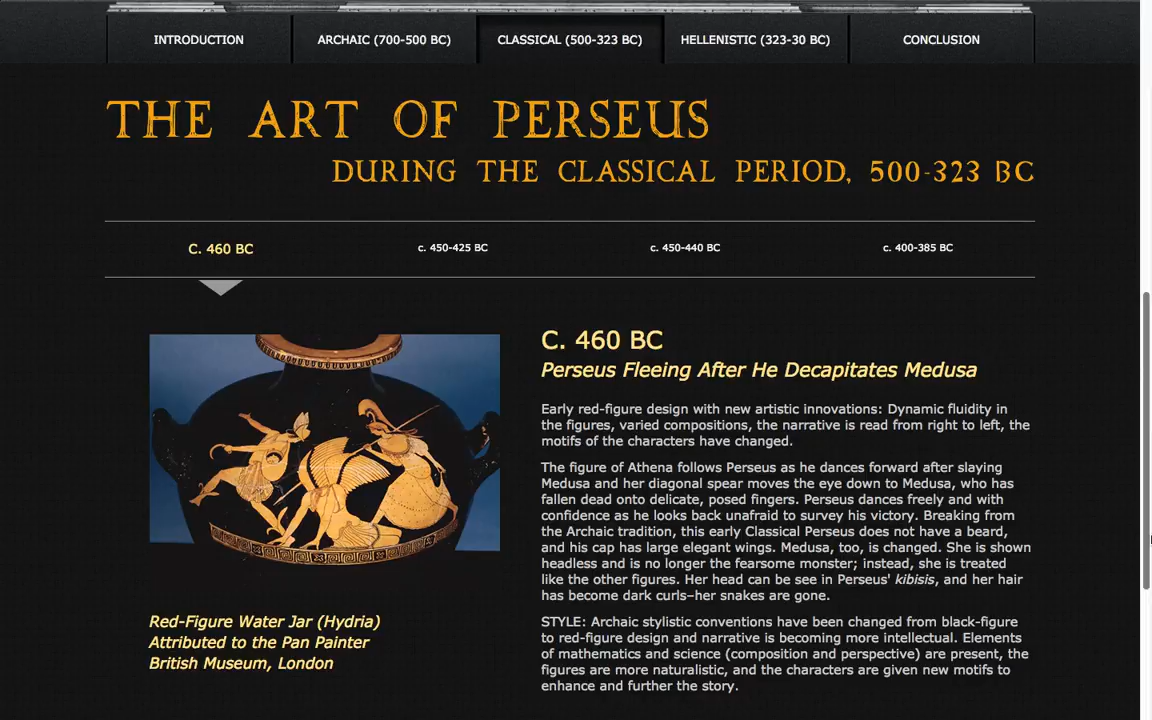 INTRODUCTION
ARCHAIC (700-500 BC)
CLASSICAL (500-323 BC)
HELLENISTIC (323-30 BC)
CONCLUSION
THE ART OF PERSEUS
DURING THE CLASSICAL PERIOD, 500-323 BC
C. 460 BC
c. 450-425 BC
c. 450-440 BC
c. 400-385 BC
C. 460 BC
Perseus Fleeing After He Decapitates Medusa
Early red-figure design with new artistic innovations: Dynamic fluidity in
the figures, varied compositions, the narrative is read from right to left, the
motifs of the characters have changed.
The figure of Athena follows Perseus as he dances forward after slaying
Medusa and her diagonal spear moves the eye down to Medusa, who has
fallen dead onto delicate, posed fingers. Perseus dances freely and with
confidence as he looks back unafraid to survey his victory. Breaking from
the Archaic tradition, this early Classical Perseus does not have a beard,
and his cap has large elegant wings. Medusa, too, is changed. She is shown
headless and is no longer the fearsome monster; instead, she is treated
like the other figures. Her head can be see in Perseus' kibisis, and her hair
has become dark curls–her snakes are gone.
STYLE: Archaic stylistic conventions have been changed from black-figure
to red-figure design and narrative is becoming more intellectual. Elements
of mathematics and science (composition and perspective) are present, the
figures are more naturalistic, and the characters are given new motifs to
enhance and further the story.
Red-Figure Water Jar (Hydria)
Attributed to the Pan Painter
British Museum, London